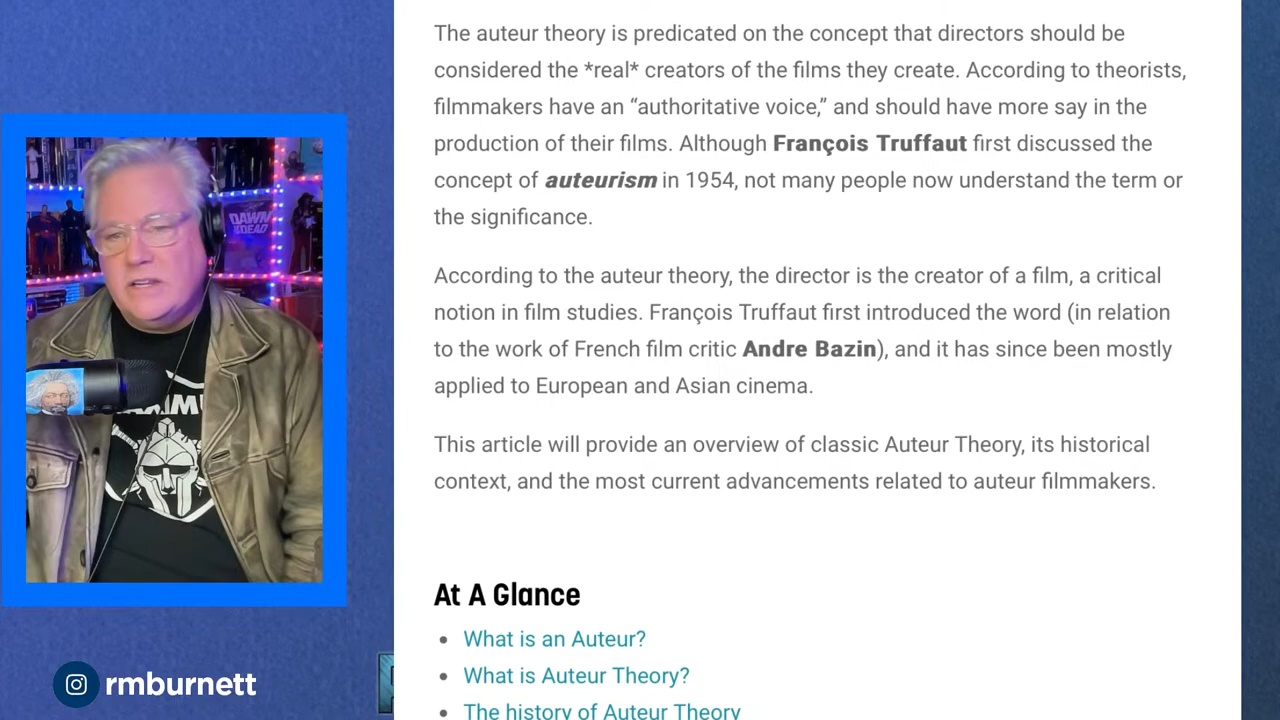 The auteur theory is predicated on the concept that directors should be
considered the *real* creators of the films they create. According to theorists,
filmmakers have an “authoritative voice,” and should have more say in the
production of their films. Although François Truffaut first discussed the
concept of auteurism in 1954, not many people now understand the term or
the significance.
According to the auteur theory, the director is the creator of a film, a critical
notion in film studies. François Truffaut first introduced the word (in relation
to the work of French film critic Andre Bazin), and it has since been mostly
applied to European and Asian cinema.
This article will provide an overview of classic Auteur Theory, its historical
context, and the most current advancements related to auteur filmmakers.
At A Glance
• What is an Auteur?
• What is Auteur Theory?
• The history of Auteur Theory
DAWN
OF THE DEAD
rmburnett